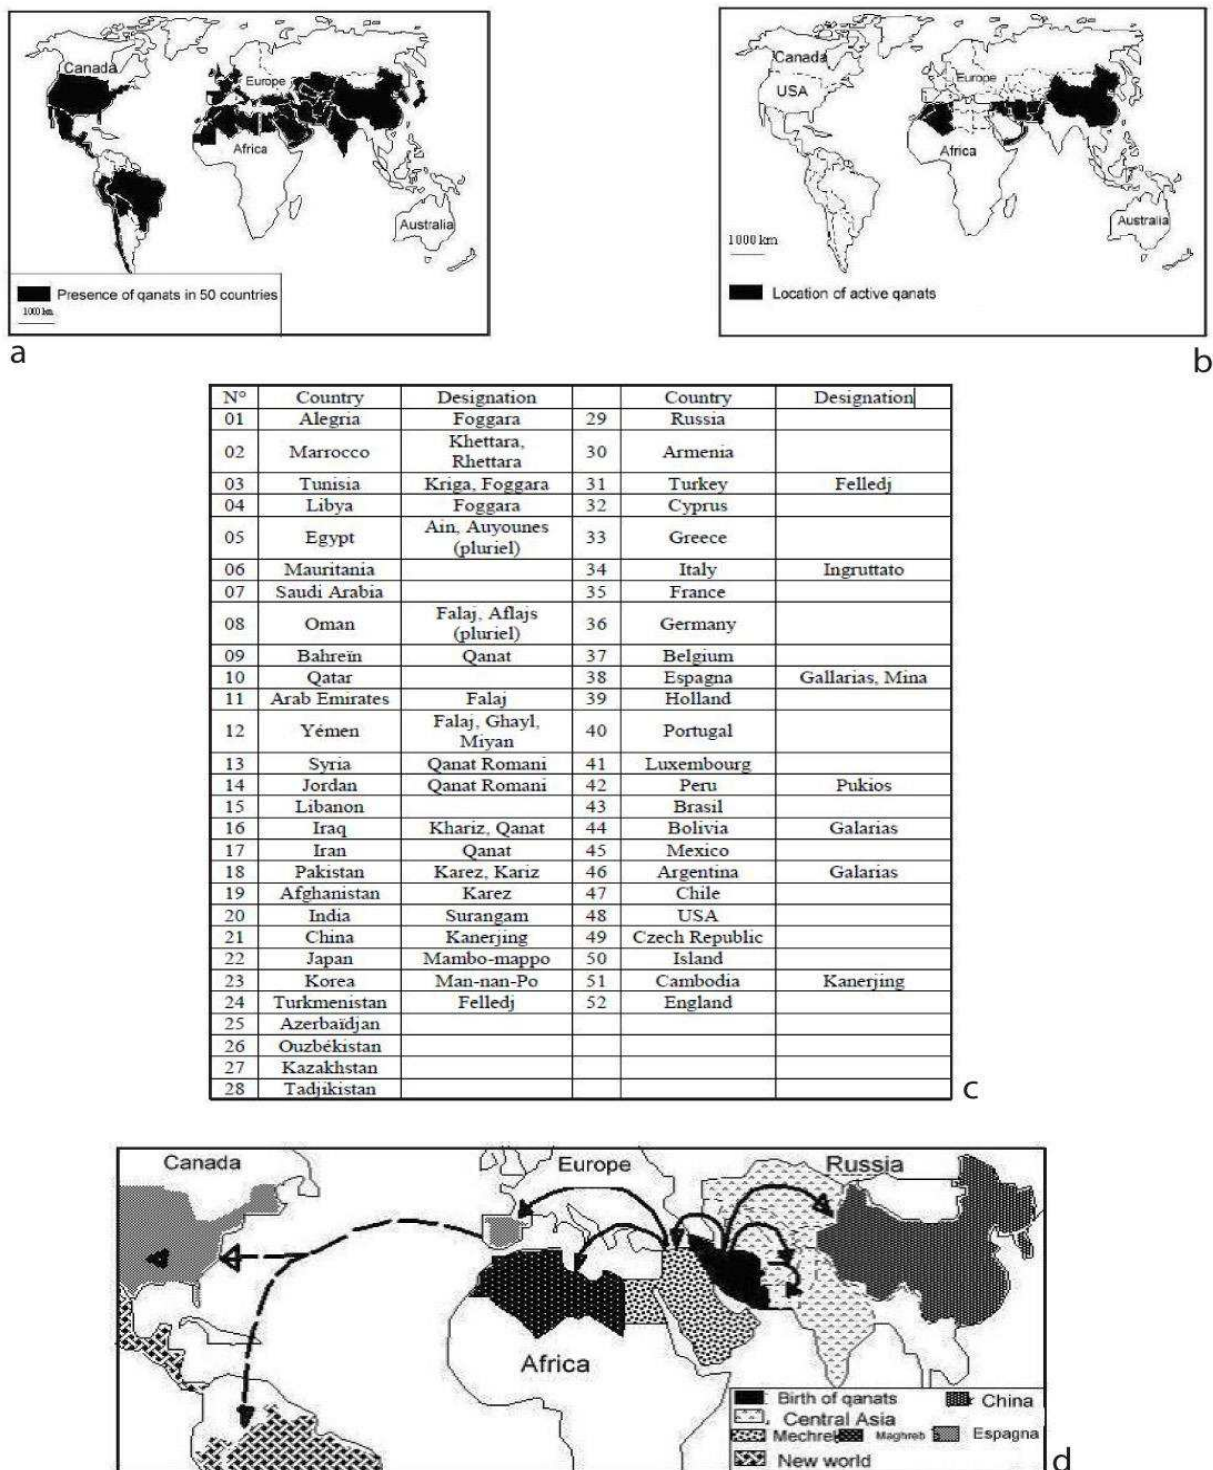 Canada
Europe
Africa
Australia
Presence of qanats in 50 countries
1000 km
a
Canada
USA
Europe
Africa
Australia
1000 km
Location of active qanats
b
N° Country Designation Country Designation
01 Alegria Foggara 29 Russia
02 Marrocco Khettara, Rhettara 30 Armenia
03 Tunisia Kriga, Foggara 31 Turkey Felledj
04 Libya Foggara 32 Cyprus
05 Egypt Ain, Auyounes (pluriel) 33 Greece
06 Mauritania 34 Italy Ingruttato
07 Saudi Arabia 35 France
08 Oman Falaj, Aflajs (pluriel) 36 Germany
09 Bahreïn Qanat 37 Belgium
10 Qatar 38 Espagna Gallarias, Mina
11 Arab Emirates Falaj 39 Holland
12 Yémen Falaj, Ghayl, Miyan 40 Portugal
13 Syria Qanat Romani 41 Luxembourg
14 Jordan Qanat Romani 42 Peru Pukios
15 Libanon 43 Brasil
16 Iraq Khariz, Qanat 44 Bolivia Galarias
17 Iran Qanat 45 Mexico
18 Pakistan Karez, Kariz 46 Argentina Galarias
19 Afghanistan Karez 47 Chile
20 India Surangam 48 USA
21 China Kanerjing 49 Czech Republic
22 Japan Mambo-mappo 50 Island
23 Korea Man-nan-Po 51 Cambodia Kanerjing
24 Turkmenistan Felledj 52 England
25 Azerbaïdjan
26 Ouzbékistan
27 Kazakhstan
28 Tadjikistan
c
Canada Europe Russia
Africa
Birth of qanats China
Central Asia
Mechrek Maghreb Espagna
New world
d